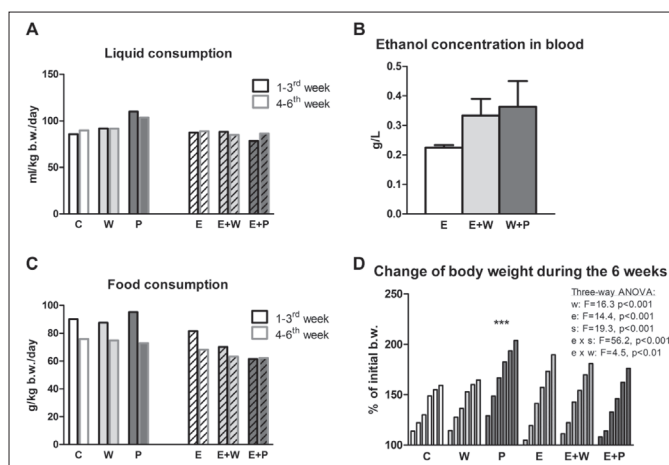 A
Liquid consumption
1-3rd week
4-6th week
ml/kg b.w./day
150
100
50
0
C W P E E+W E+P
B
Ethanol concentration in blood
g/L
0.5
0.4
0.3
0.2
0.1
0.0
E E+W W+P
C
Food consumption
1-3rd week
4-6th week
g/kg b.w./day
100
80
60
40
20
0
C W P E E+W E+P
D
Change of body weight during the 6 weeks
Three-way ANOVA:
w: F=16.3 p<0.001
e: F=14.4, p<0.001
s: F=19.3, p<0.001
e x s: F=56.2, p<0.001
e x w: F=4.5, p<0.01
% of initial b.w.
250
200
150
100
***
C W P E E+W E+P